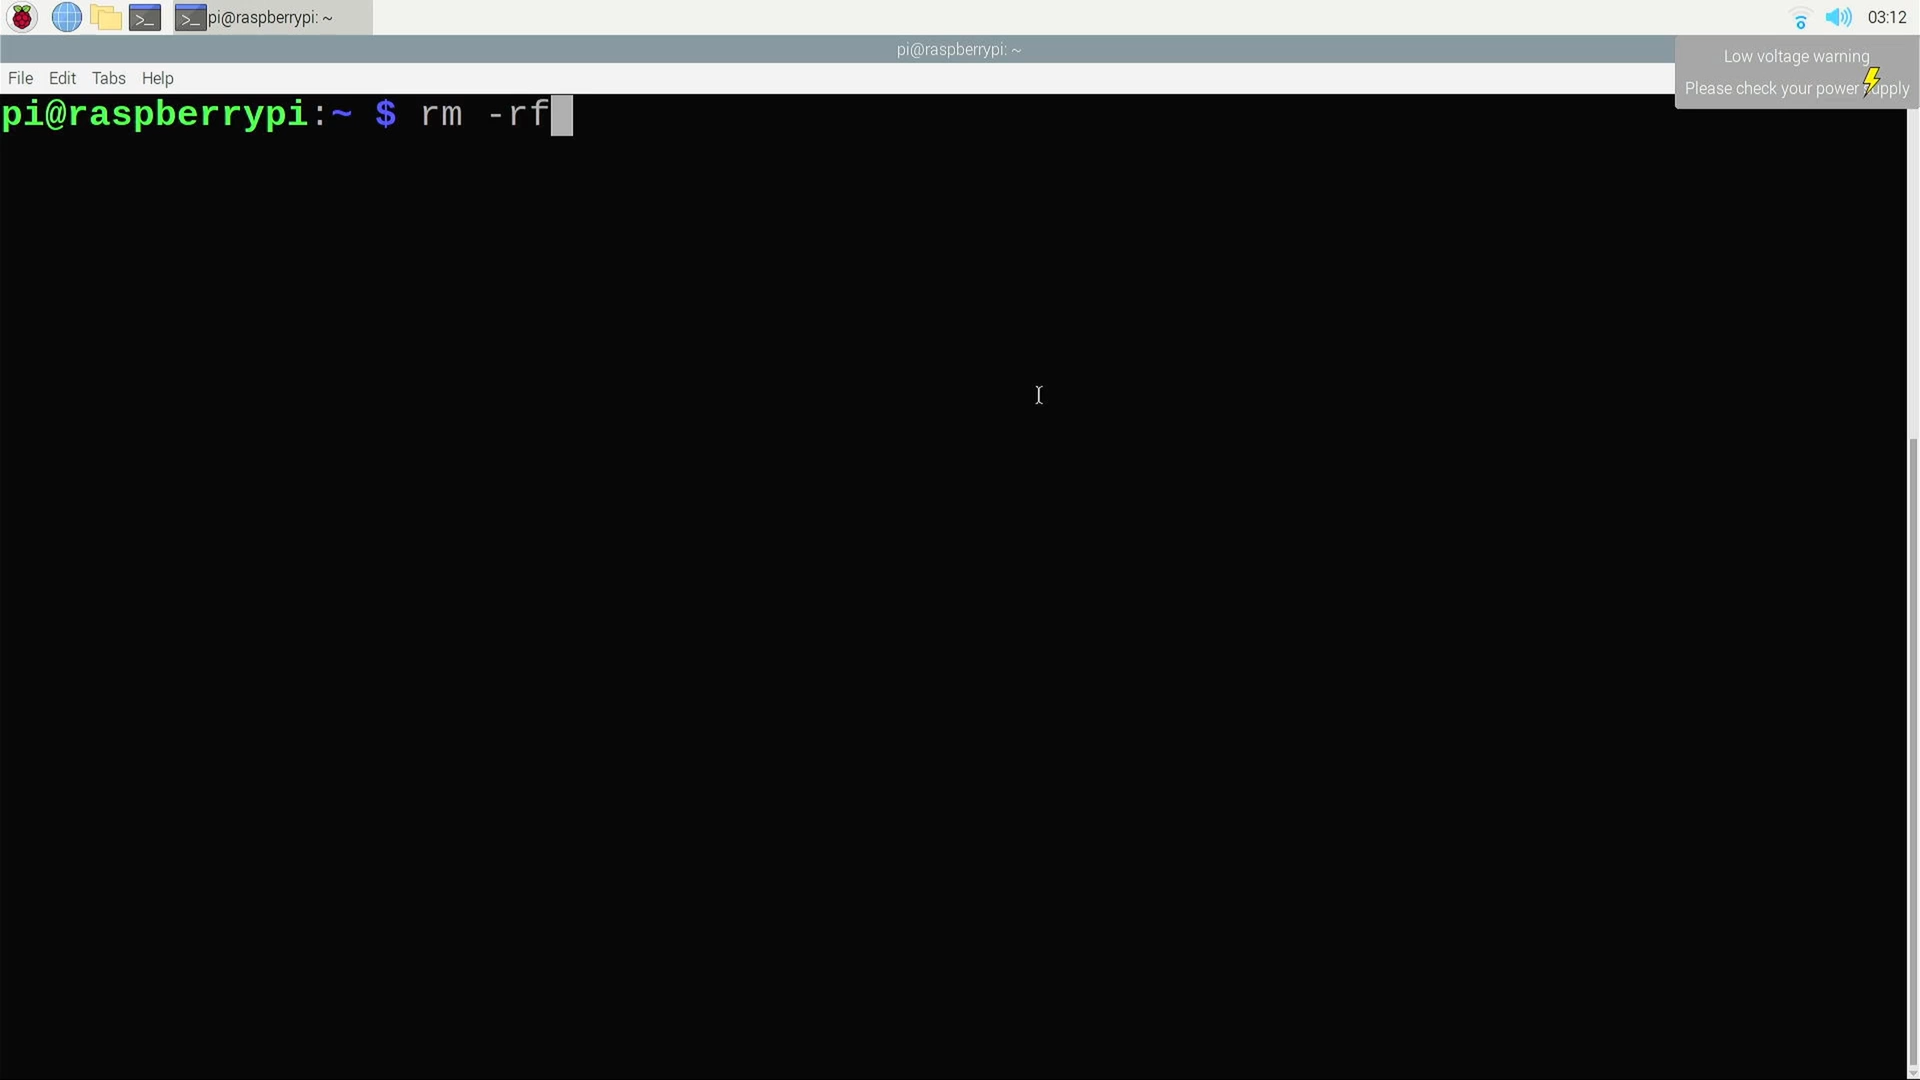 pi@raspberrypi: ~
03:12
pi@raspberrypi: ~
Low voltage warning
Please check your power supply
File Edit Tabs Help
pi@raspberrypi:~ $ rm -rf